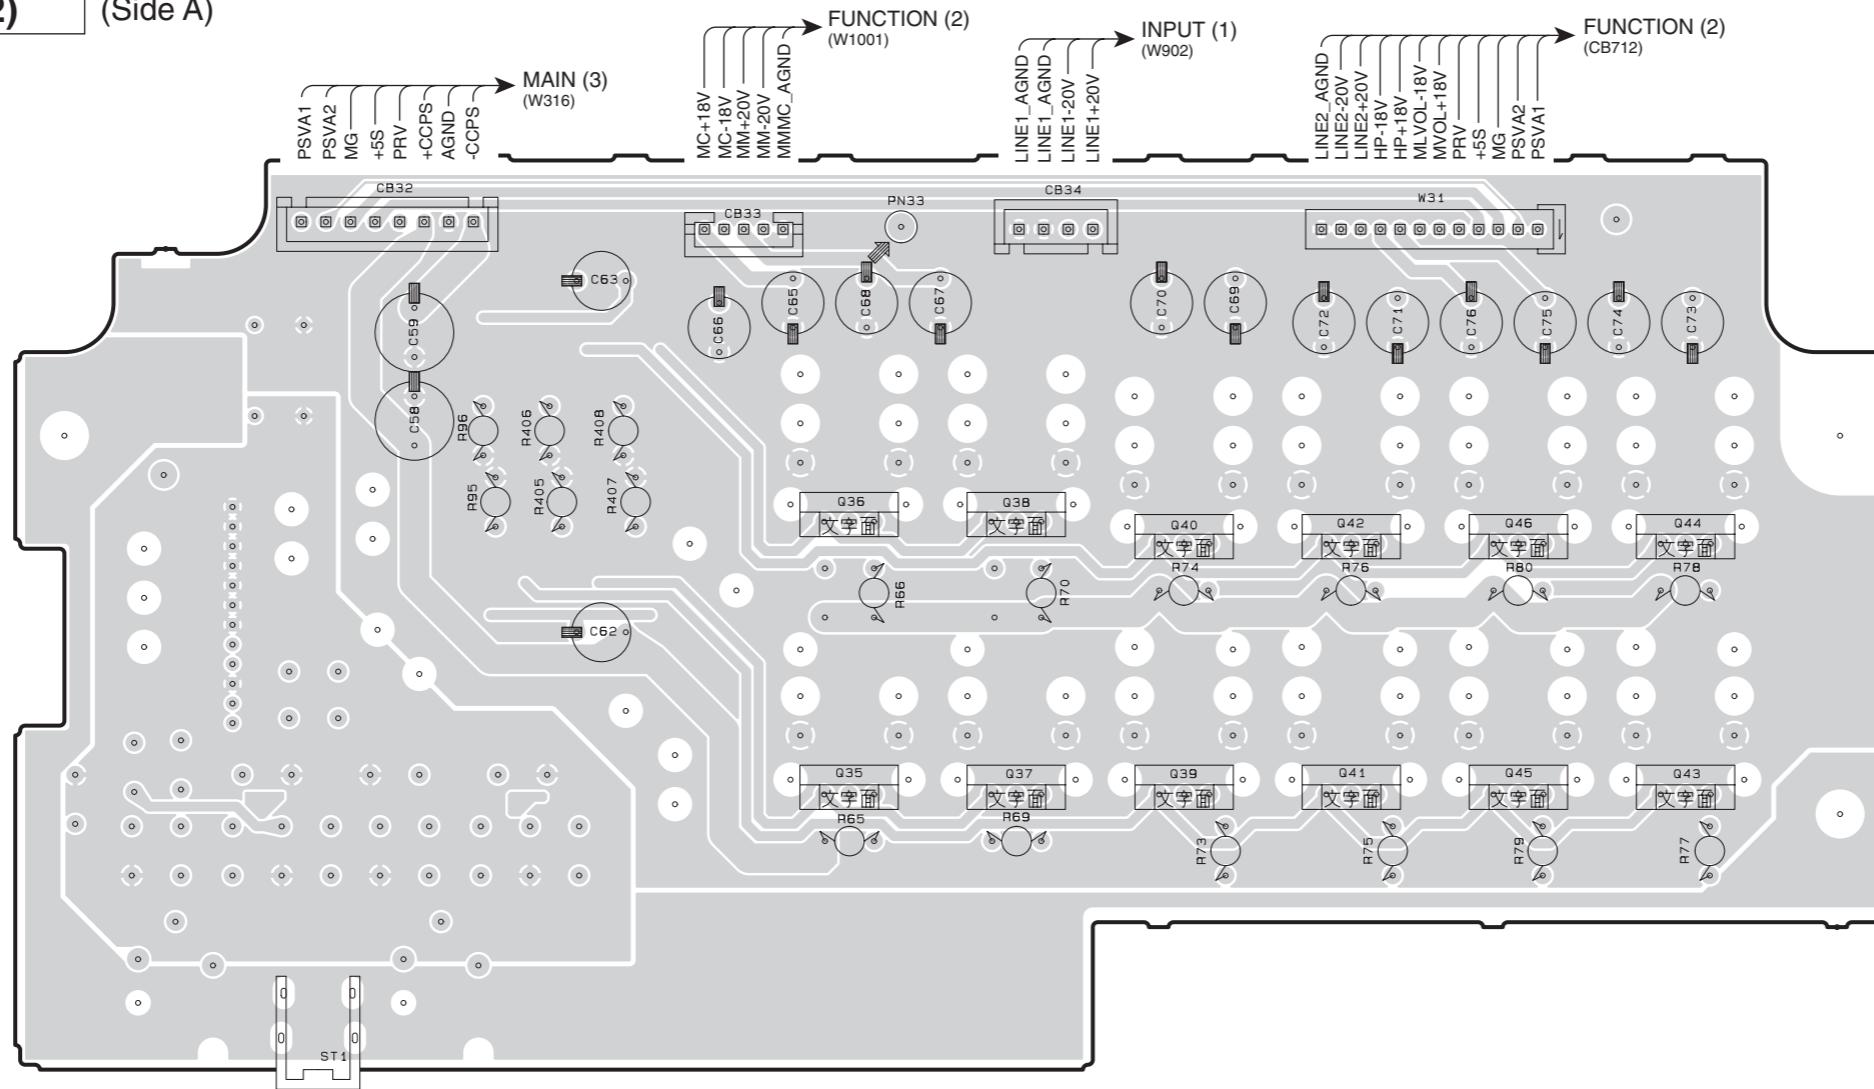 2)
(Side A)
MAIN (3)
(W316)
PSVA1
PSVA2
MG
+5S
PRV
+CCPS
AGND
-CCPS
FUNCTION (2)
(W1001)
MC+18V
MC-18V
MM+20V
MM-20V
MMMC_AGND
INPUT (1)
(W902)
LINE1_AGND
LINE1_AGND
LINE1-20V
LINE1+20V
FUNCTION (2)
(CB712)
LINE2_AGND
LINE2-20V
LINE2+20V
HP-18V
HP+18V
MLVOL-18V
MVOL+18V
PRV
+5S
MG
PSVA2
PSVA1
CB32
CB33
PN33
CB34
W31
C63
C59
C58
C66
C65
C68
C67
C70
C69
C72
C71
C76
C75
C74
C73
R96
R406
R408
R95
R405
R407
Q36
文字面
Q38
文字面
Q40
文字面
Q42
文字面
Q46
文字面
Q44
文字面
R66
R70
R74
R76
R80
R78
C62
Q35
文字面
Q37
文字面
Q39
文字面
Q41
文字面
Q45
文字面
Q43
文字面
R65
R69
R73
R75
R79
R77
ST1